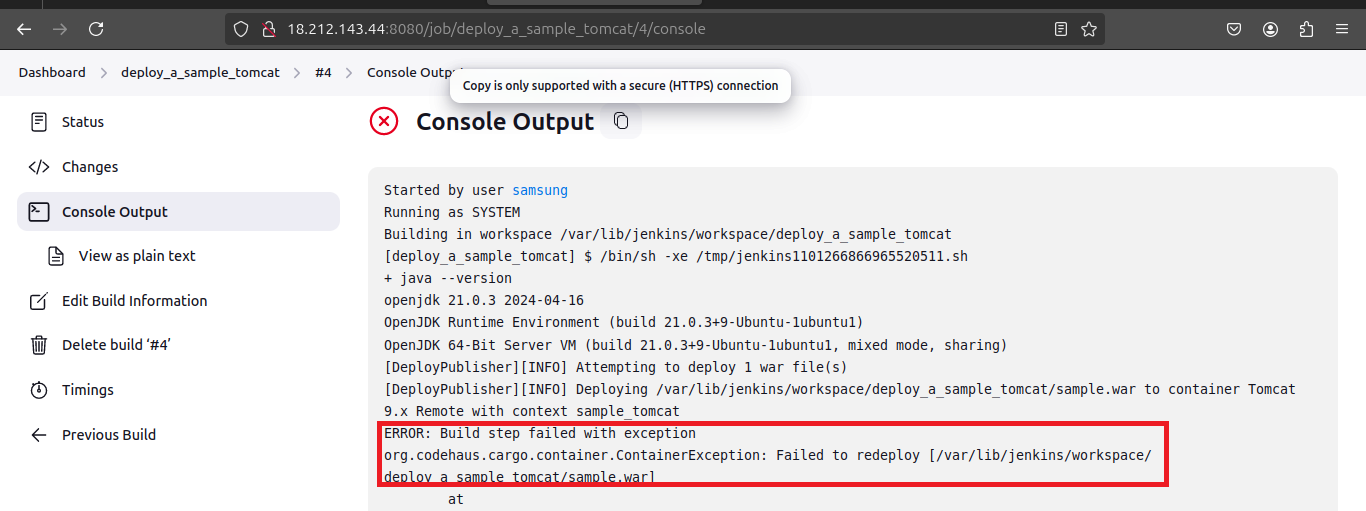 18.212.143.44:8080/job/deploy_a_sample_tomcat/4/console
Dashboard > deploy_a_sample_tomcat > #4 > Console Outp
Copy is only supported with a secure (HTTPS) connection
Status
Changes
Console Output
View as plain text
Edit Build Information
Delete build ‘#4’
Timings
Previous Build
Console Output
Started by user samsung
Running as SYSTEM
Building in workspace /var/lib/jenkins/workspace/deploy_a_sample_tomcat
[deploy_a_sample_tomcat] $ /bin/sh -xe /tmp/jenkins1101266866965520511.sh
+ java --version
openjdk 21.0.3 2024-04-16
OpenJDK Runtime Environment (build 21.0.3+9-Ubuntu-1ubuntu1)
OpenJDK 64-Bit Server VM (build 21.0.3+9-Ubuntu-1ubuntu1, mixed mode, sharing)
[DeployPublisher][INFO] Attempting to deploy 1 war file(s)
[DeployPublisher][INFO] Deploying /var/lib/jenkins/workspace/deploy_a_sample_tomcat/sample.war to container Tomcat
9.x Remote with context sample_tomcat
ERROR: Build step failed with exception
org.codehaus.cargo.container.ContainerException: Failed to redeploy [/var/lib/jenkins/workspace/
deploy_a_sample_tomcat/sample.war]
at